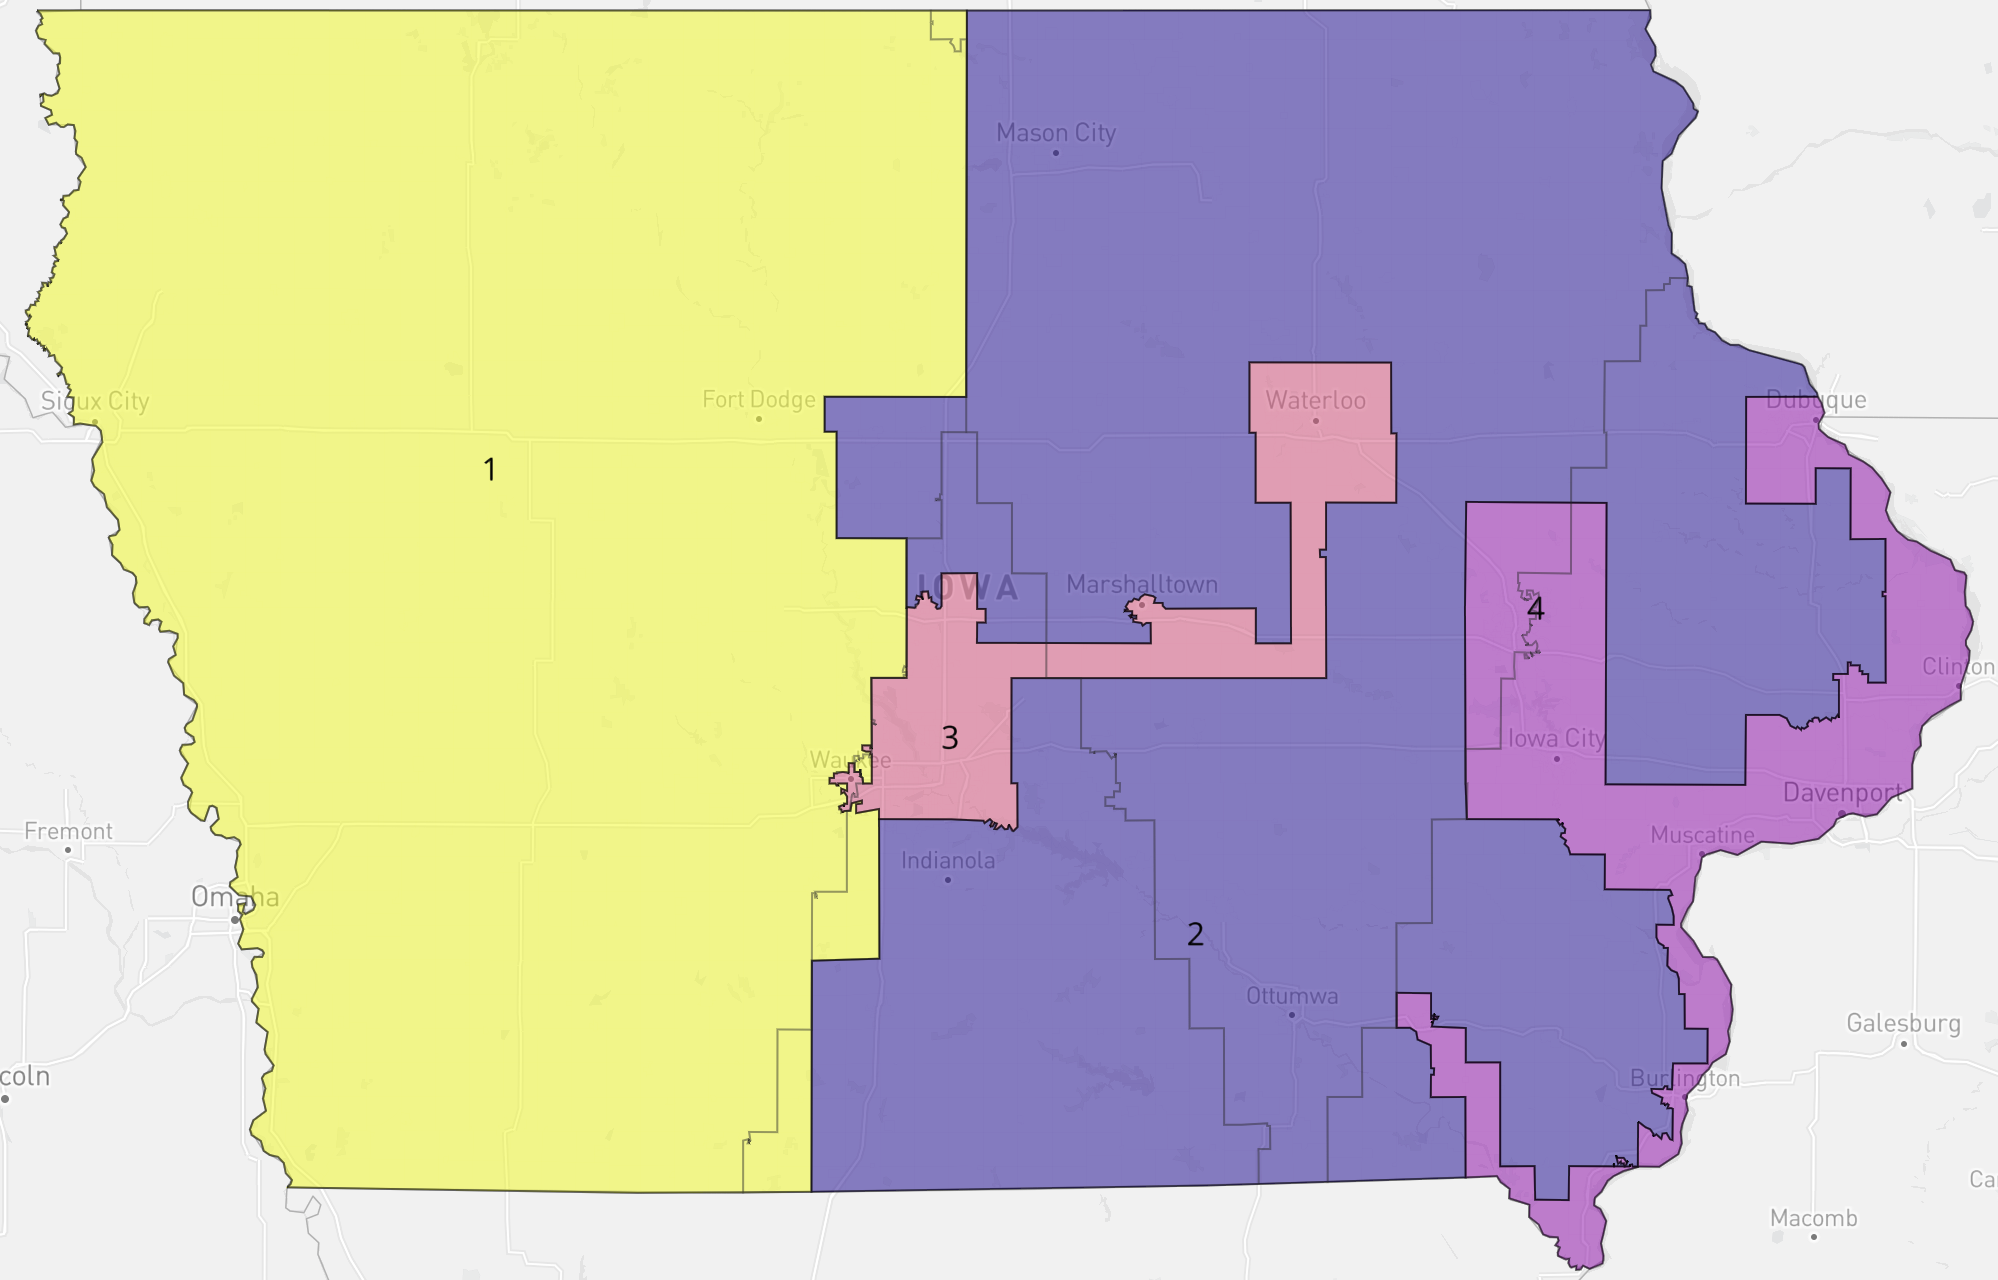 Mason City
Sioux City
Fort Dodge
Waterloo
Dubuque
1
IOWA
Marshalltown
4
Clinton
3
Iowa City
Waukee
Davenport
Fremont
Muscatine
Indianola
Omaha
2
Ottumwa
Galesburg
coln
Burlington
Ca
Macomb